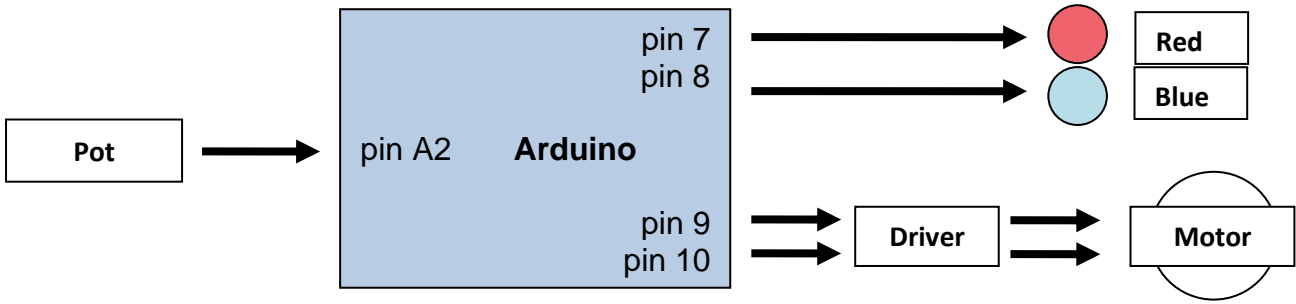 Pot
pin A2
Arduino
pin 7
pin 8
pin 9
pin 10
Red
Blue
Driver
Motor